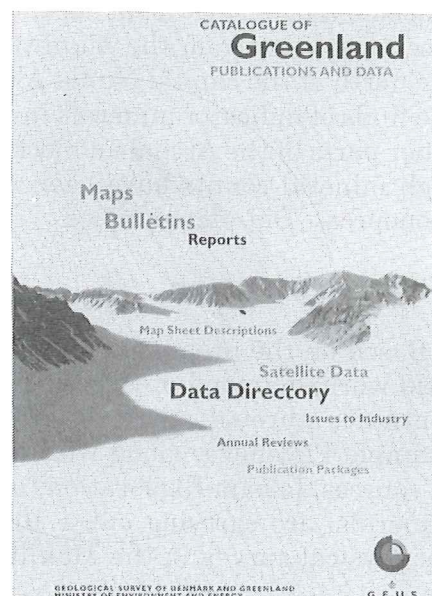 CATALOGUE OF
Greenland
PUBLICATIONS AND DATA
Maps
Bulletins
Reports
Map Sheet Descriptions
Satellite Data
Data Directory
Issues to Industry
Annual Reviews
Publication Packages
GEOLOGICAL SURVEY OF DENMARK AND GREENLAND
MINISTRY OF ENVIRONMENT AND ENERGY
G E U S